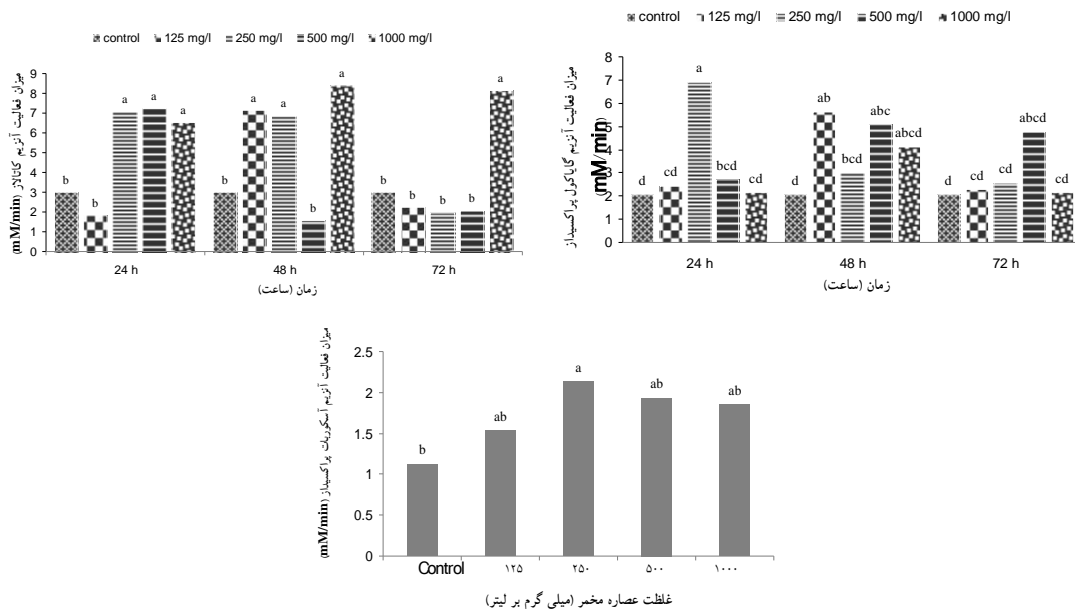 control 125 mg/l 250 mg/l 500 mg/l 1000 mg/l
میزان فعالیت آنزیم کاتالاز (mM/min)
9
8
7
6
5
4
3
2
1
0
b b a a a
b a a b a
b b b b a
24 h 48 h 72 h
زمان (ساعت)
control 125 mg/l 250 mg/l 500 mg/l 1000 mg/l
میزان فعالیت آنزیم گایاکول پراکسیداز
(mM/min)
8
7
6
5
4
3
2
1
0
d cd a bcd cd
d ab bcd abc abcd
d cd cd abcd cd
24 h 48 h 72 h
زمان (ساعت)
میزان فعالیت آنزیم آسکوربات پراکسیداز (mM/min)
2.5
2
1.5
1
0.5
0
b ab a ab ab
Control ۱۲۵ ۲۵۰ ۵۰۰ ۱۰۰۰
غلظت عصاره مخمر (میلی گرم بر لیتر)